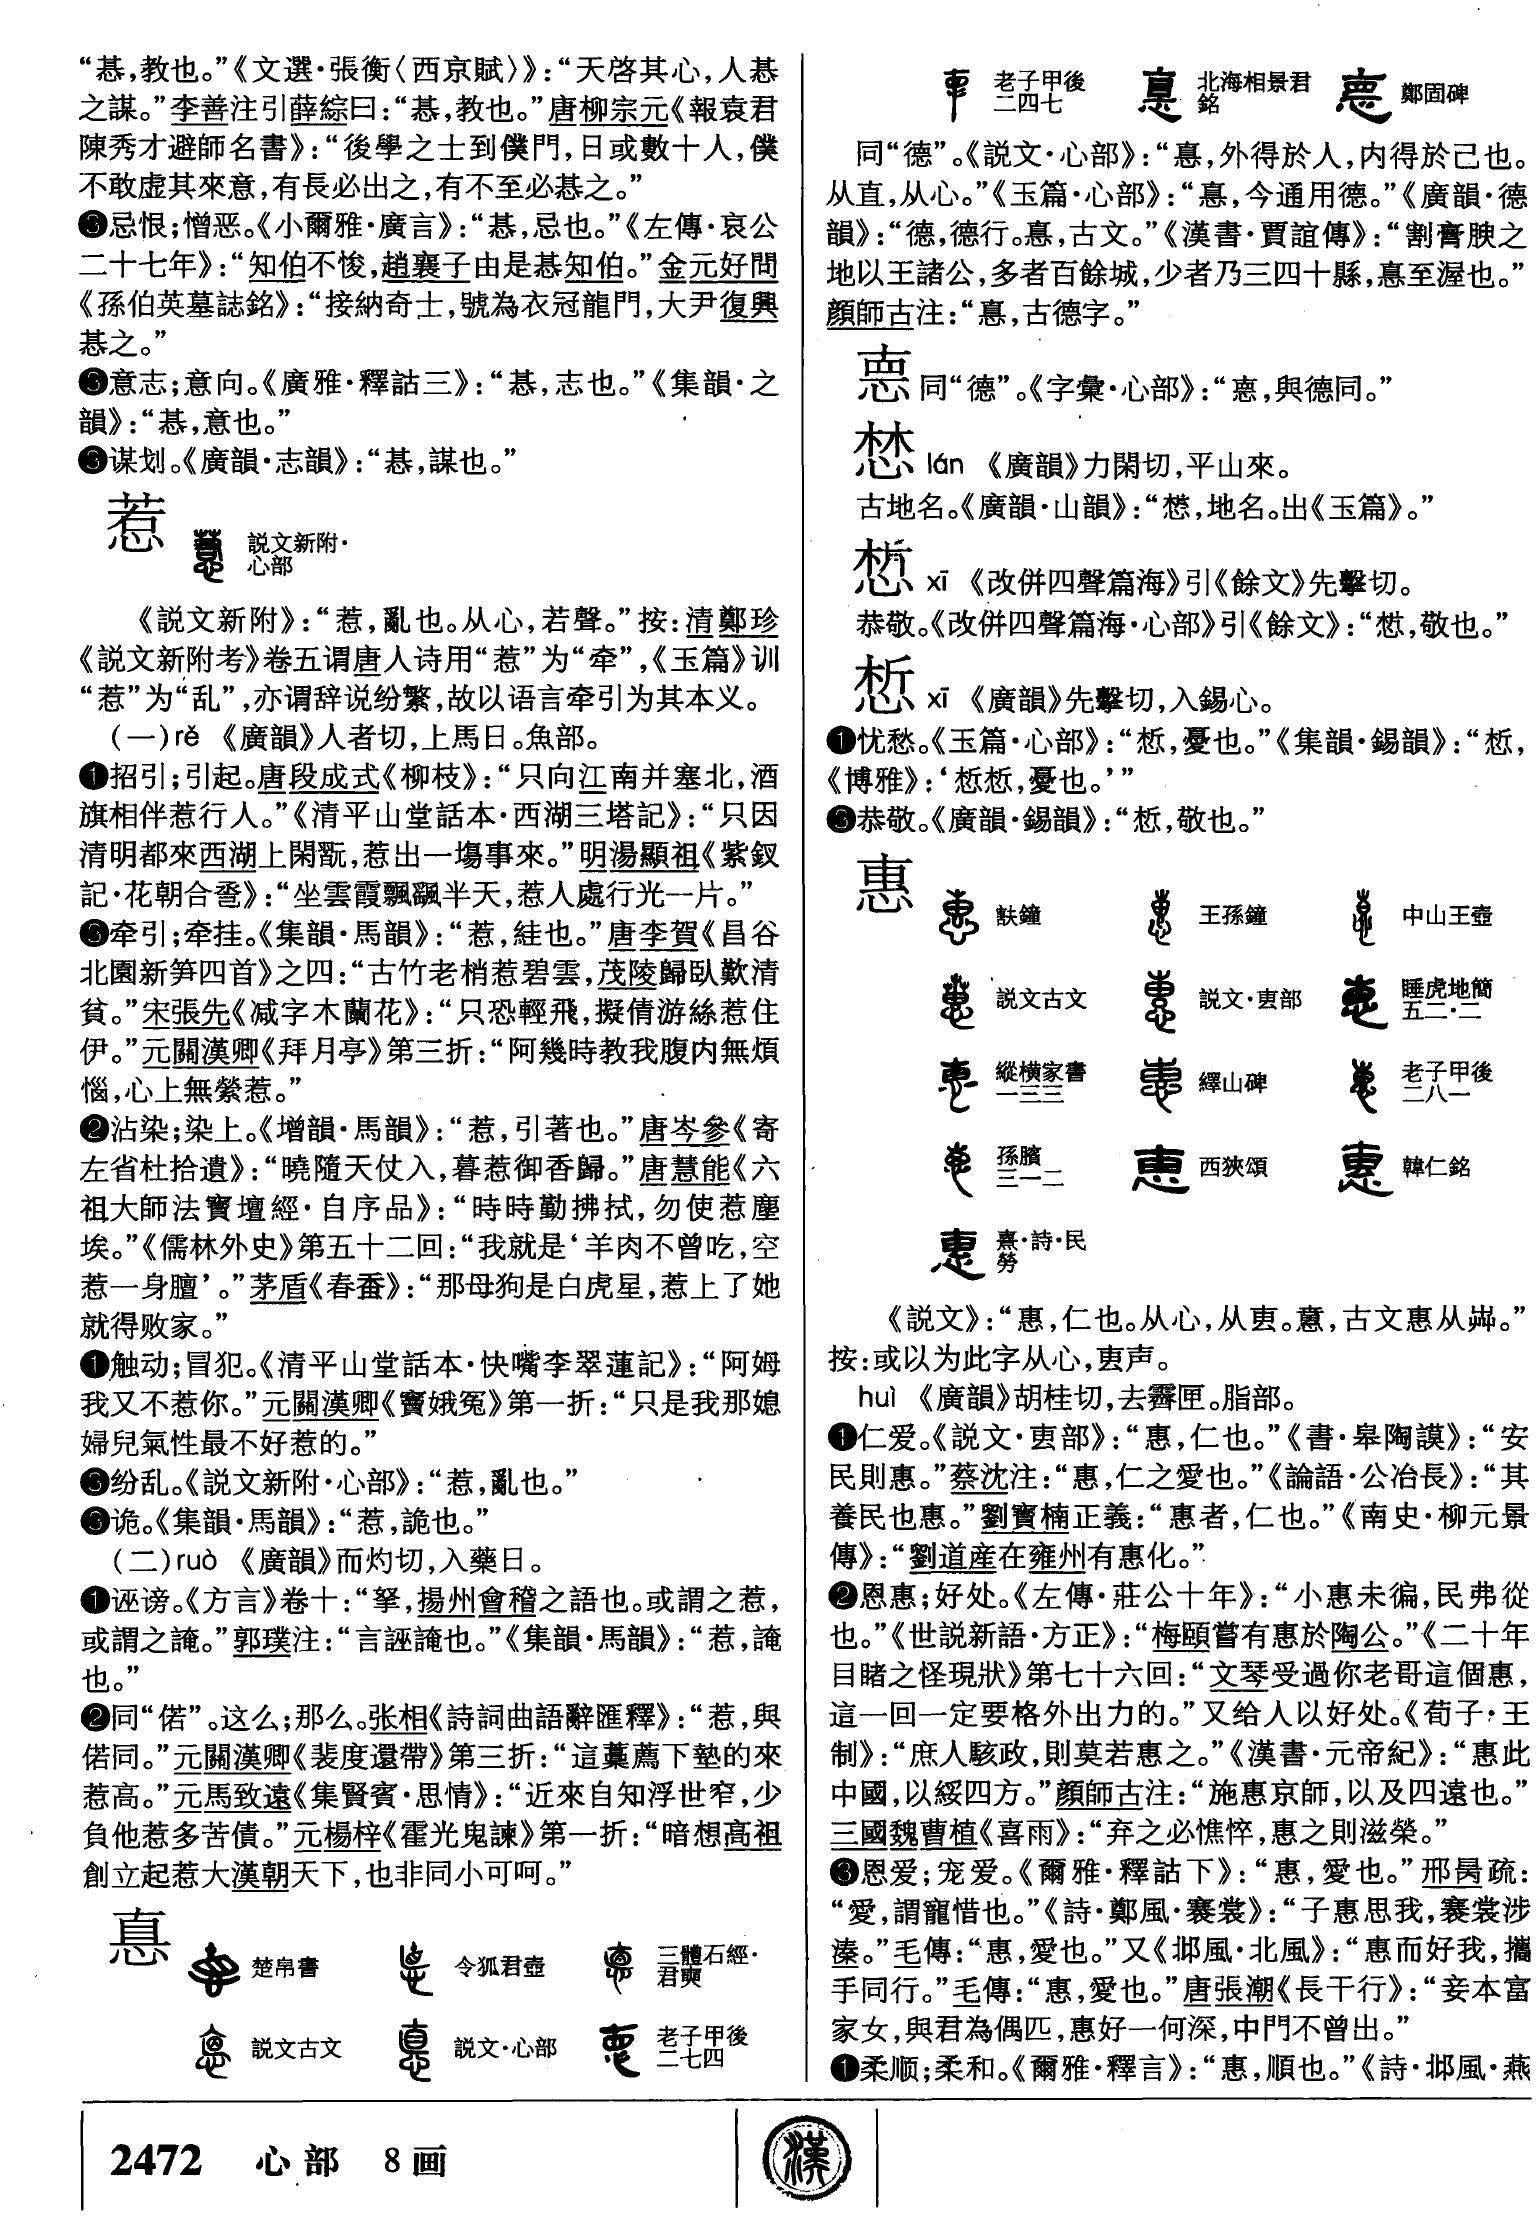 “惎，教也。”《文選·張衡〈西京賦〉》：“天啓其心，人惎
之謀。”李善注引薛綜曰：“惎，教也。”唐柳宗元《報袁君
陳秀才避師名書》：“後學之士到僕門，日或數十人，僕
不敢虚其來意，有長必出之，有不至必惎之。”
❸忌恨；憎恶。《小爾雅·廣言》：“惎，忌也。”《左傳·哀公
二十七年》：“知伯不悛，趙襄子由是惎知伯。”金元好問
《孫伯英墓誌銘》：“接納奇士，號為衣冠龍門，大尹復興
惎之。”
❸意志；意向。《廣雅·釋詁三》：“惎，志也。”《集韻·之
韻》：“惎，意也。”
❸谋划。《廣韻·志韻》：“惎，謀也。”
惹 説文新附·
心部
《説文新附》：“惹，亂也。从心，若聲。”按：清鄭珍
《説文新附考》卷五谓唐人诗用“惹”为“牵”，《玉篇》训
“惹”为“乱”，亦谓辞说纷繁，故以语言牵引为其本义。
（一）rě 《廣韻》人者切，上馬日。魚部。
❶招引；引起。唐段成式《柳枝》：“只向江南并塞北，酒
旗相伴惹行人。”《清平山堂話本·西湖三塔記》：“只因
清明都來西湖上閑翫，惹出一塲事來。”明湯顯祖《紫釵
記·花朝合巹》：“坐雲霞飄颻半天，惹人處行光一片。”
❸牵引；牵挂。《集韻·馬韻》：“惹，絓也。”唐李賀《昌谷
北園新笋四首》之四：“古竹老梢惹碧雲，茂陵歸臥歎清
貧。”宋張先《减字木蘭花》：“只恐輕飛，擬倩游絲惹住
伊。”元關漢卿《拜月亭》第三折：“阿幾時教我腹内無煩
惱，心上無縈惹。”
❷沾染；染上。《增韻·馬韻》：“惹，引著也。”唐岑參《寄
左省杜拾遺》：“曉隨天仗入，暮惹御香歸。”唐慧能《六
祖大師法寳壇經·自序品》：“時時勤拂拭，勿使惹塵
埃。”《儒林外史》第五十二回：“我就是‘羊肉不曾吃，空
惹一身膻’。”茅盾《春蚕》：“那母狗是白虎星，惹上了她
就得败家。”
❶触动；冒犯。《清平山堂話本·快嘴李翠蓮記》：“阿姆
我又不惹你。”元關漢卿《竇娥冤》第一折：“只是我那媳
婦兒氣性最不好惹的。”
❸纷乱。《説文新附·心部》：“惹，亂也。”
❸诡。《集韻·馬韻》：“惹，詭也。”
（二）ruò 《廣韻》而灼切，入藥日。
❶诬谤。《方言》卷十：“拏，揚州會稽之語也。或謂之惹，
或謂之䛳。”郭璞注：“言誣䛳也。”《集韻·馬韻》：“惹，䛳
也。”
❷同“偌”。这么；那么。张相《詩詞曲語辭匯釋》：“惹，與
偌同。”元關漢卿《裴度還帶》第三折：“這藁薦下墊的來
惹高。”元馬致遠《集賢賓·思情》：“近來自知浮世窄，少
負他惹多苦債。”元楊梓《霍光鬼諫》第一折：“暗想高祖
創立起惹大漢朝天下，也非同小可呵。”
惪 楚帛書 令狐君壺 三體石經·
君奭
説文古文 説文·心部 老子甲後
二七四
老子甲後
二四七 北海相景君
銘 鄭固碑
同“德”。《説文·心部》：“惪，外得於人，内得於己也。
从直，从心。”《玉篇·心部》：“惪，今通用德。”《廣韻·德
韻》：“德，德行。惪，古文。”《漢書·賈誼傳》：“割膏腴之
地以王諸公，多者百餘城，少者乃三四十縣，惪至渥也。”
顔師古注：“惪，古德字。”
同“德”。《字彙·心部》：“，與德同。”
惏 lán 《廣韻》力閑切，平山來。
古地名。《廣韻·山韻》：“，地名。出《玉篇》。”
xī 《改併四聲篇海》引《餘文》先擊切。
恭敬。《改併四聲篇海·心部》引《餘文》：“，敬也。”
惁 xī 《廣韻》先擊切，入錫心。
❶忧愁。《玉篇·心部》：“惁，憂也。”《集韻·錫韻》：“惁，
《博雅》：‘惁惁，憂也。’”
❸恭敬。《廣韻·錫韻》：“惁，敬也。”
惠 㝬鐘 王孫鐘 中山王壺
説文古文 説文·叀部 睡虎地簡
五二·二
縱横家書
一三三 繹山碑 老子甲後
二八一
孫臏
三一二 西狹頌 韓仁銘
熹·詩·民
勞
《説文》：“惠，仁也。从心，从叀。，古文惠从芔。”
按：或以为此字从心，叀声。
huì 《廣韻》胡桂切，去霽匣。脂部。
❶仁爱。《説文·叀部》：“惠，仁也。”《書·皋陶謨》：“安
民則惠。”蔡沈注：“惠，仁之愛也。”《論語·公冶長》：“其
養民也惠。”劉寳楠正義：“惠者，仁也。”《南史·柳元景
傳》：“劉道産在雍州有惠化。”
❷恩惠；好处。《左傳·莊公十年》：“小惠未徧，民弗從
也。”《世説新語·方正》：“梅頤嘗有惠於陶公。”《二十年
目睹之怪現狀》第七十六回：“文琴受過你老哥這個惠，
這一回一定要格外出力的。”又给人以好处。《荀子·王
制》：“庶人駭政，則莫若惠之。”《漢書·元帝紀》：“惠此
中國，以綏四方。”顔師古注：“施惠京師，以及四遠也。”
三國魏曹植《喜雨》：“弃之必憔悴，惠之則滋榮。”
❸恩爱；宠爱。《爾雅·釋詁下》：“惠，愛也。”邢昺疏：
“愛，謂寵惜也。”《詩·鄭風·褰裳》：“子惠思我，褰裳涉
溱。”毛傳：“惠，愛也。”又《邶風·北風》：“惠而好我，攜
手同行。”毛傳：“惠，愛也。”唐張潮《長干行》：“妾本富
家女，與君為偶匹，惠好一何深，中門不曾出。”
❶柔顺；柔和。《爾雅·釋言》：“惠，順也。”《詩·邶風·燕
2472 心部 8画
漢